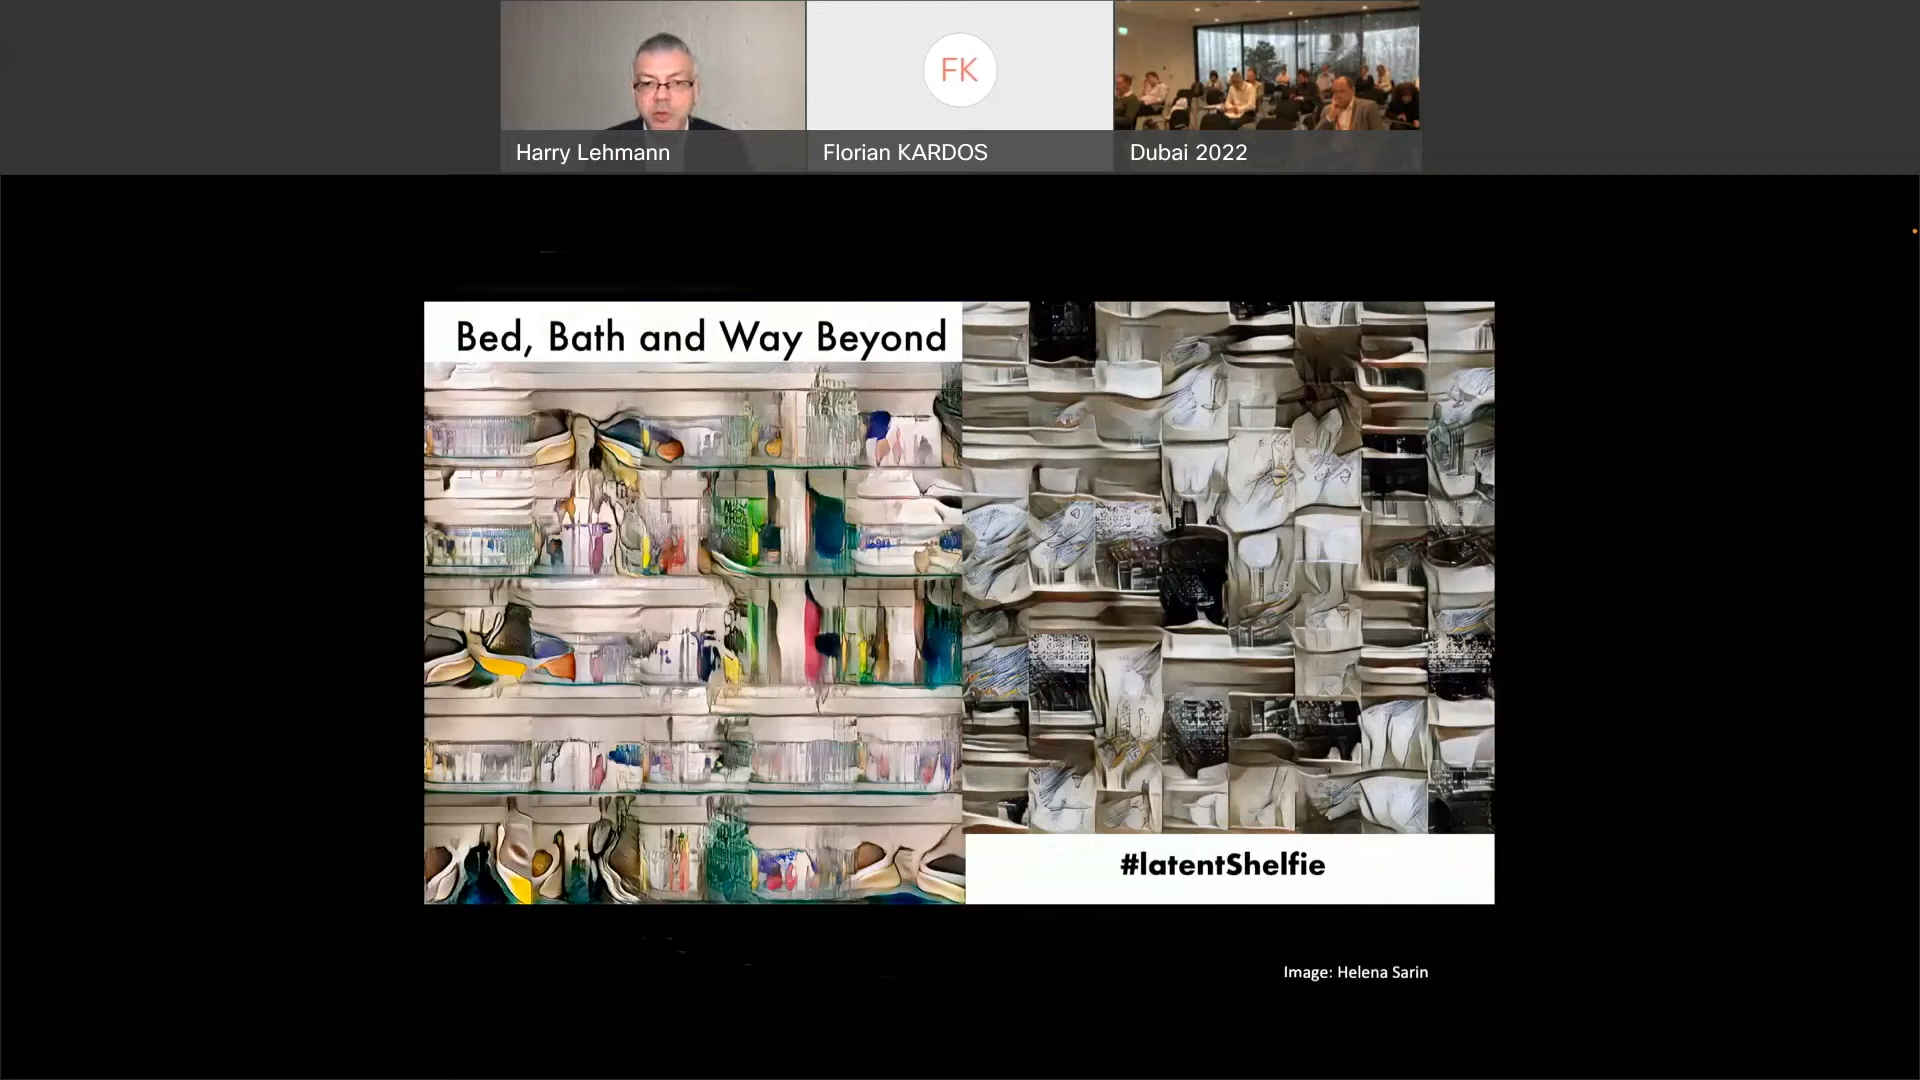 FK
Harry Lehmann
Florian KARDOS
Dubai 2022
Bed, Bath and Way Beyond
#latentShelfie
Image: Helena Sarin